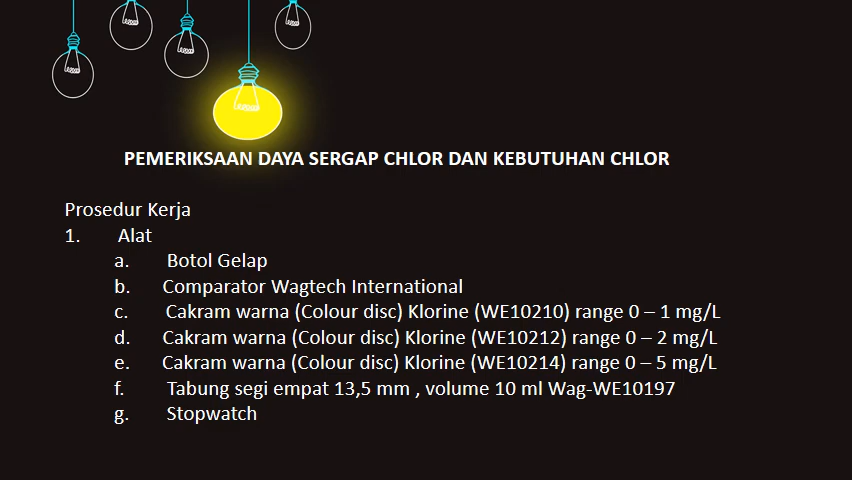 PEMERIKSAAN DAYA SERGAP CHLOR DAN KEBUTUHAN CHLOR
Prosedur Kerja
1. Alat
a. Botol Gelap
b. Comparator Wagtech International
c. Cakram warna (Colour disc) Klorine (WE10210) range 0 – 1 mg/L
d. Cakram warna (Colour disc) Klorine (WE10212) range 0 – 2 mg/L
e. Cakram warna (Colour disc) Klorine (WE10214) range 0 – 5 mg/L
f. Tabung segi empat 13,5 mm , volume 10 ml Wag-WE10197
g. Stopwatch